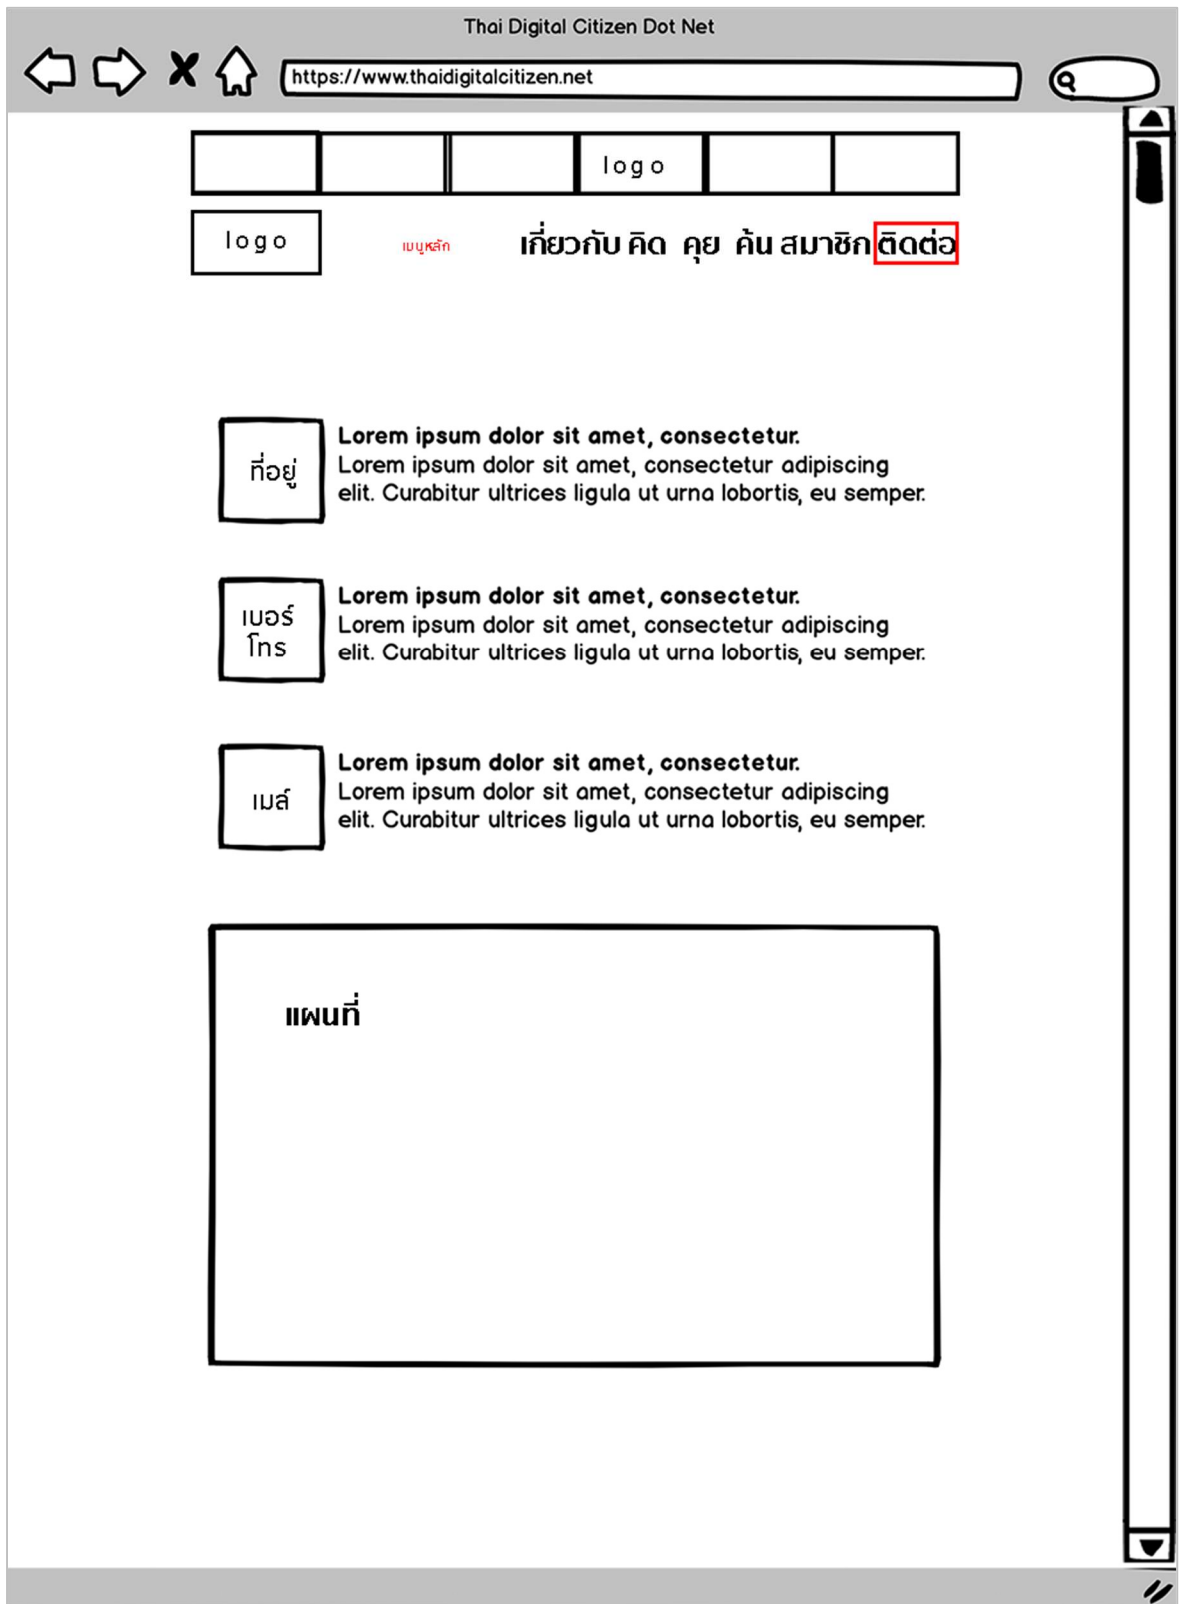 Thai Digital Citizen Dot Net
https://www.thaidigitalcitizen.net
logo
logo
เมนูหลัก
เกี่ยวกับ คิด คุย ค้น สมาชิก ติดต่อ
ที่อยู่
Lorem ipsum dolor sit amet, consectetur.
Lorem ipsum dolor sit amet, consectetur adipiscing
elit. Curabitur ultrices ligula ut urna lobortis, eu semper.
เบอร์
โทร
Lorem ipsum dolor sit amet, consectetur.
Lorem ipsum dolor sit amet, consectetur adipiscing
elit. Curabitur ultrices ligula ut urna lobortis, eu semper.
เมล์
Lorem ipsum dolor sit amet, consectetur.
Lorem ipsum dolor sit amet, consectetur adipiscing
elit. Curabitur ultrices ligula ut urna lobortis, eu semper.
แผนที่